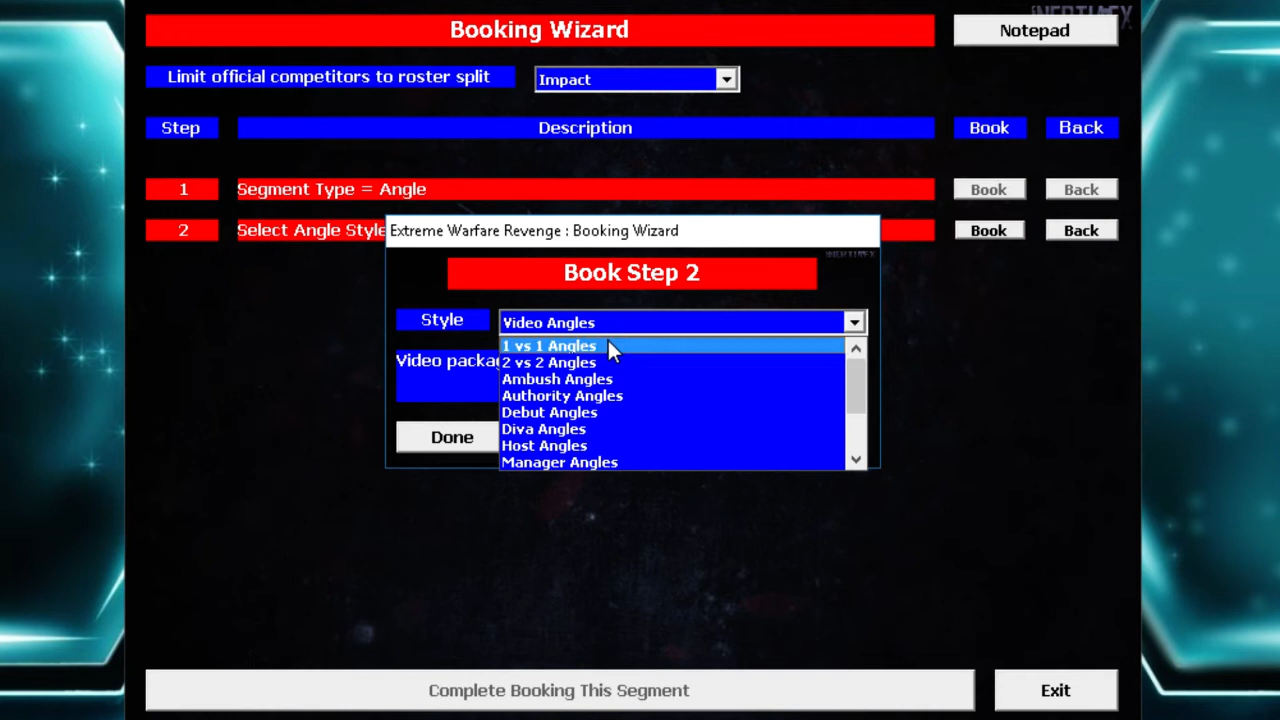 Booking Wizard
Notepad
Limit official competitors to roster split
Impact
Step
Description
Book
Back
1
Segment Type = Angle
Book
Back
2
Select Angle Style
Book
Back
Extreme Warfare Revenge : Booking Wizard
Book Step 2
Style
Video Angles
1 vs 1 Angles
2 vs 2 Angles
Ambush Angles
Authority Angles
Debut Angles
Diva Angles
Host Angles
Manager Angles
Done
Complete Booking This Segment
Exit